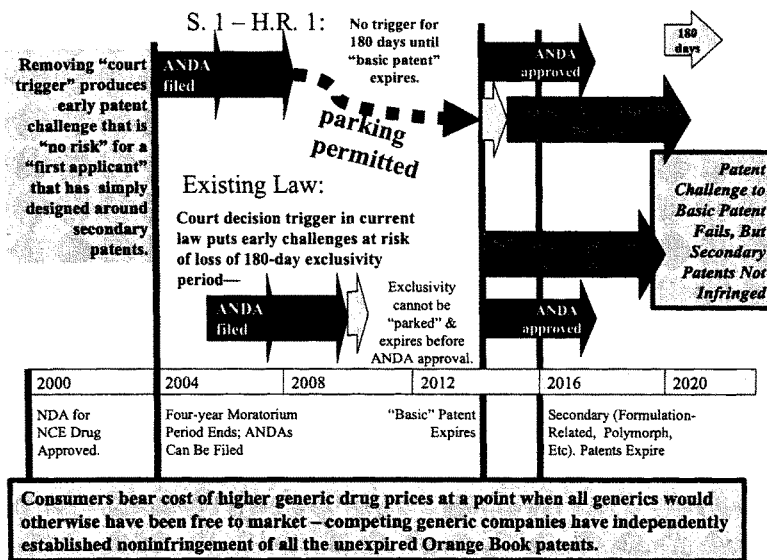 S. 1 – H.R. 1:
No trigger for
180 days until
“basic patent”
expires.
180
days
Removing “court
trigger” produces
early patent
challenge that is
“no risk” for a
“first applicant”
that has simply
designed around
secondary
patents.
ANDA
filed
ANDA
approved
parking
permitted
Existing Law:
Court decision trigger in current
law puts early challenges at risk
of loss of 180-day exclusivity
period—
Patent
Challenge to
Basic Patent
Fails, But
Secondary
Patents Not
Infringed
ANDA
filed
Exclusivity
cannot be
“parked” &
expires before
ANDA approval.
ANDA
approved
2000
2004
2008
2012
2016
2020
NDA for
NCE Drug
Approved.
Four-year Moratorium
Period Ends; ANDAs
Can Be Filed
“Basic” Patent
Expires
Secondary (Formulation-
Related, Polymorph,
Etc). Patents Expire
Consumers bear cost of higher generic drug prices at a point when all generics would
otherwise have been free to market – competing generic companies have independently
established noninfringement of all the unexpired Orange Book patents.